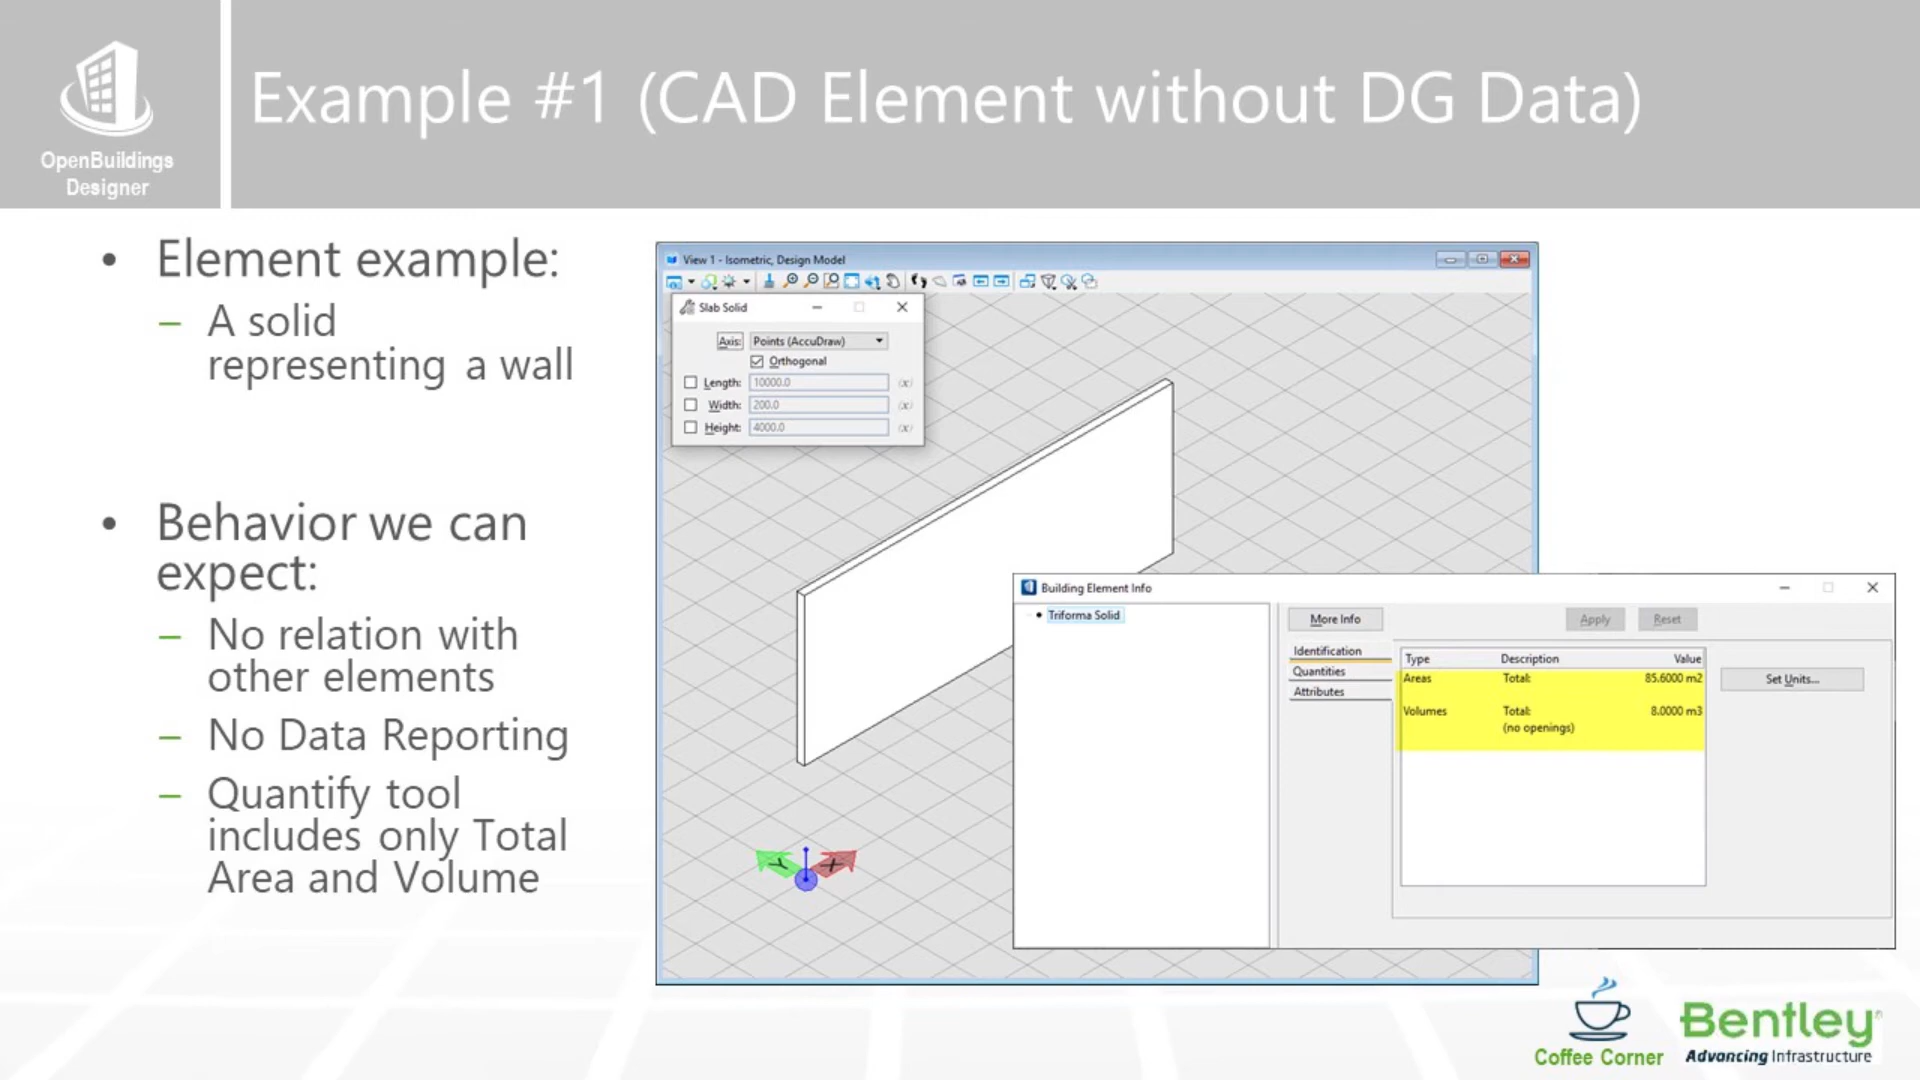 OpenBuildings
Designer
Example #1 (CAD Element without DG Data)
• Element example:
– A solid
representing a wall
• Behavior we can
expect:
– No relation with
other elements
– No Data Reporting
– Quantify tool
includes only Total
Area and Volume
View 1 - Isometric, Design Model
Slab Solid
Axis: Points (AccuDraw)
Orthogonal
Length: 10000.0 (x)
Width: 200.0 (x)
Height: 4000.0 (x)
Y X
Building Element Info
Triforma Solid
More Info Apply Reset
Identification
Quantities
Attributes
Type Description Value
Areas Total: 85.6000 m2
Volumes Total: 8.0000 m3
(no openings)
Set Units...
Coffee Corner
Bentley®
Advancing Infrastructure